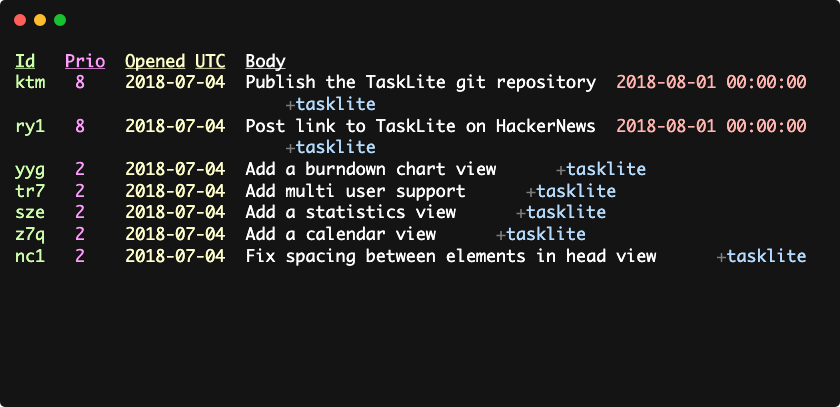 Id Prio Opened UTC Body
ktm 8 2018-07-04 Publish the TaskLite git repository 2018-08-01 00:00:00
+tasklite
ry1 8 2018-07-04 Post link to TaskLite on HackerNews 2018-08-01 00:00:00
+tasklite
yyg 2 2018-07-04 Add a burndown chart view +tasklite
tr7 2 2018-07-04 Add multi user support +tasklite
sze 2 2018-07-04 Add a statistics view +tasklite
z7q 2 2018-07-04 Add a calendar view +tasklite
nc1 2 2018-07-04 Fix spacing between elements in head view +tasklite